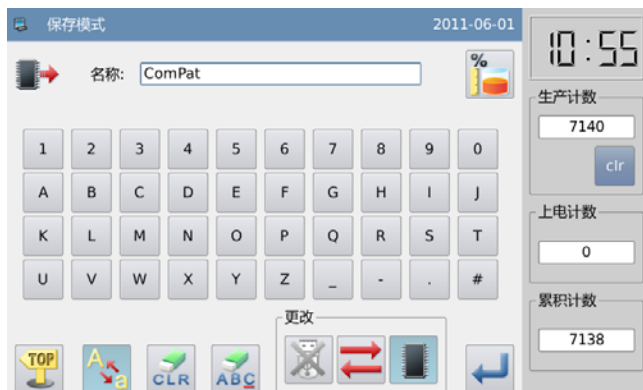 保存模式 2011-06-01
名称: ComPat
%
1 2 3 4 5 6 7 8 9 0
A B C D E F G H I J
K L M N O P Q R S T
U V W X Y Z _ - . #
更改
TOP
A a
CLR
ABC
10:55
生产计数
7140
clr
上电计数
0
累积计数
7138